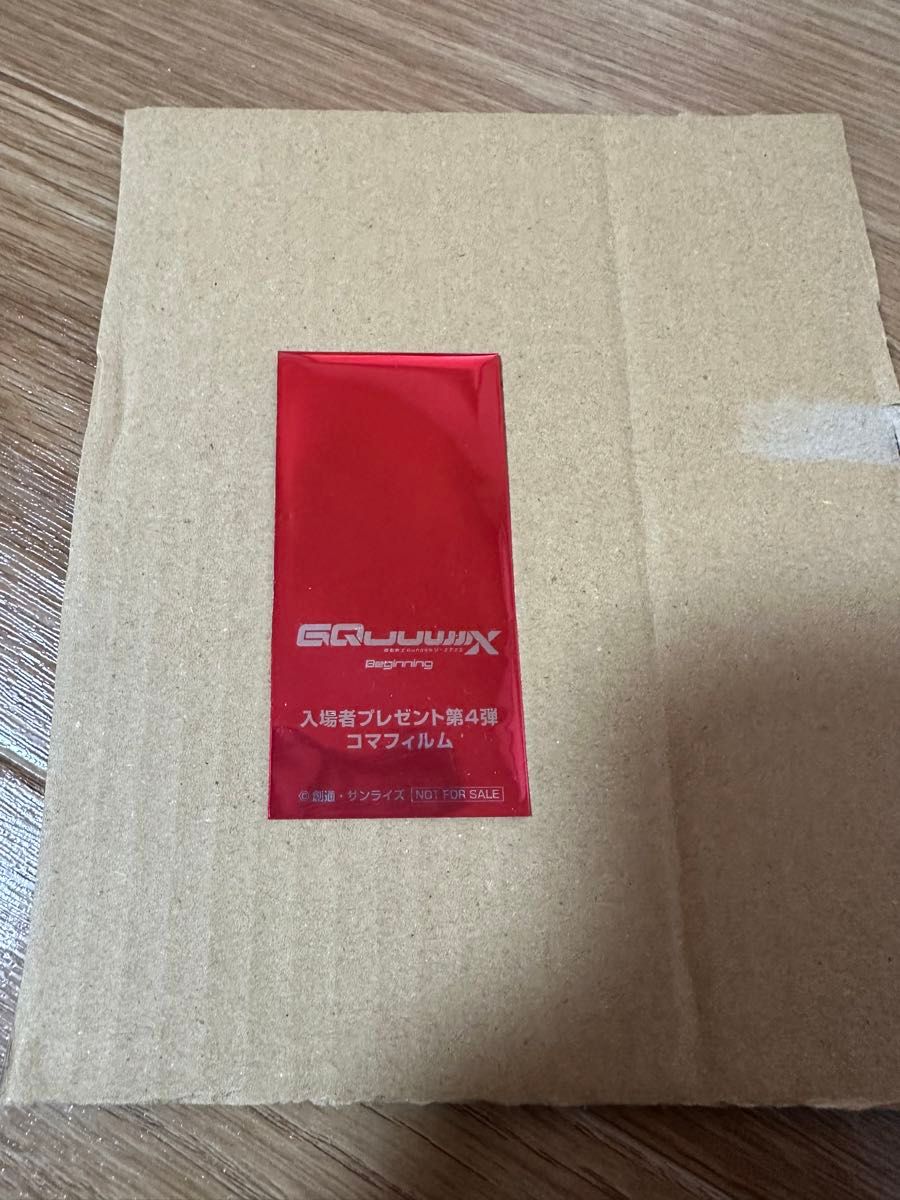 GQuuuuuuX
Beginning
入場者プレゼント第4弾
コマフィルム
© 創通・サンライズ NOT FOR SALE